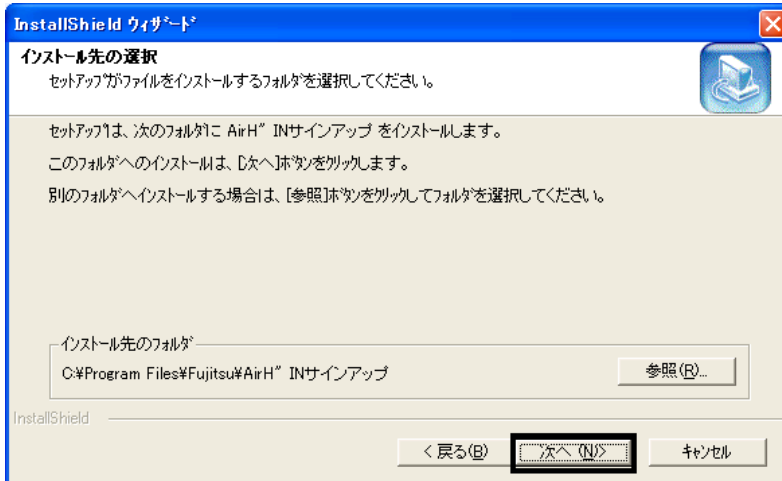 InstallShield ウィザード
インストール先の選択
セットアップがファイルをインストールするフォルダを選択してください。
セットアップは、次のフォルダに AirH" INサインアップ をインストールします。
このフォルダへのインストールは、[次へ]ボタンをクリックします。
別のフォルダへインストールする場合は、[参照]ボタンをクリックしてフォルダを選択してください。
インストール先のフォルダ
C:¥Program Files¥Fujitsu¥AirH" INサインアップ
参照(R)...
InstallShield
< 戻る(B)
次へ (N)>
キャンセル